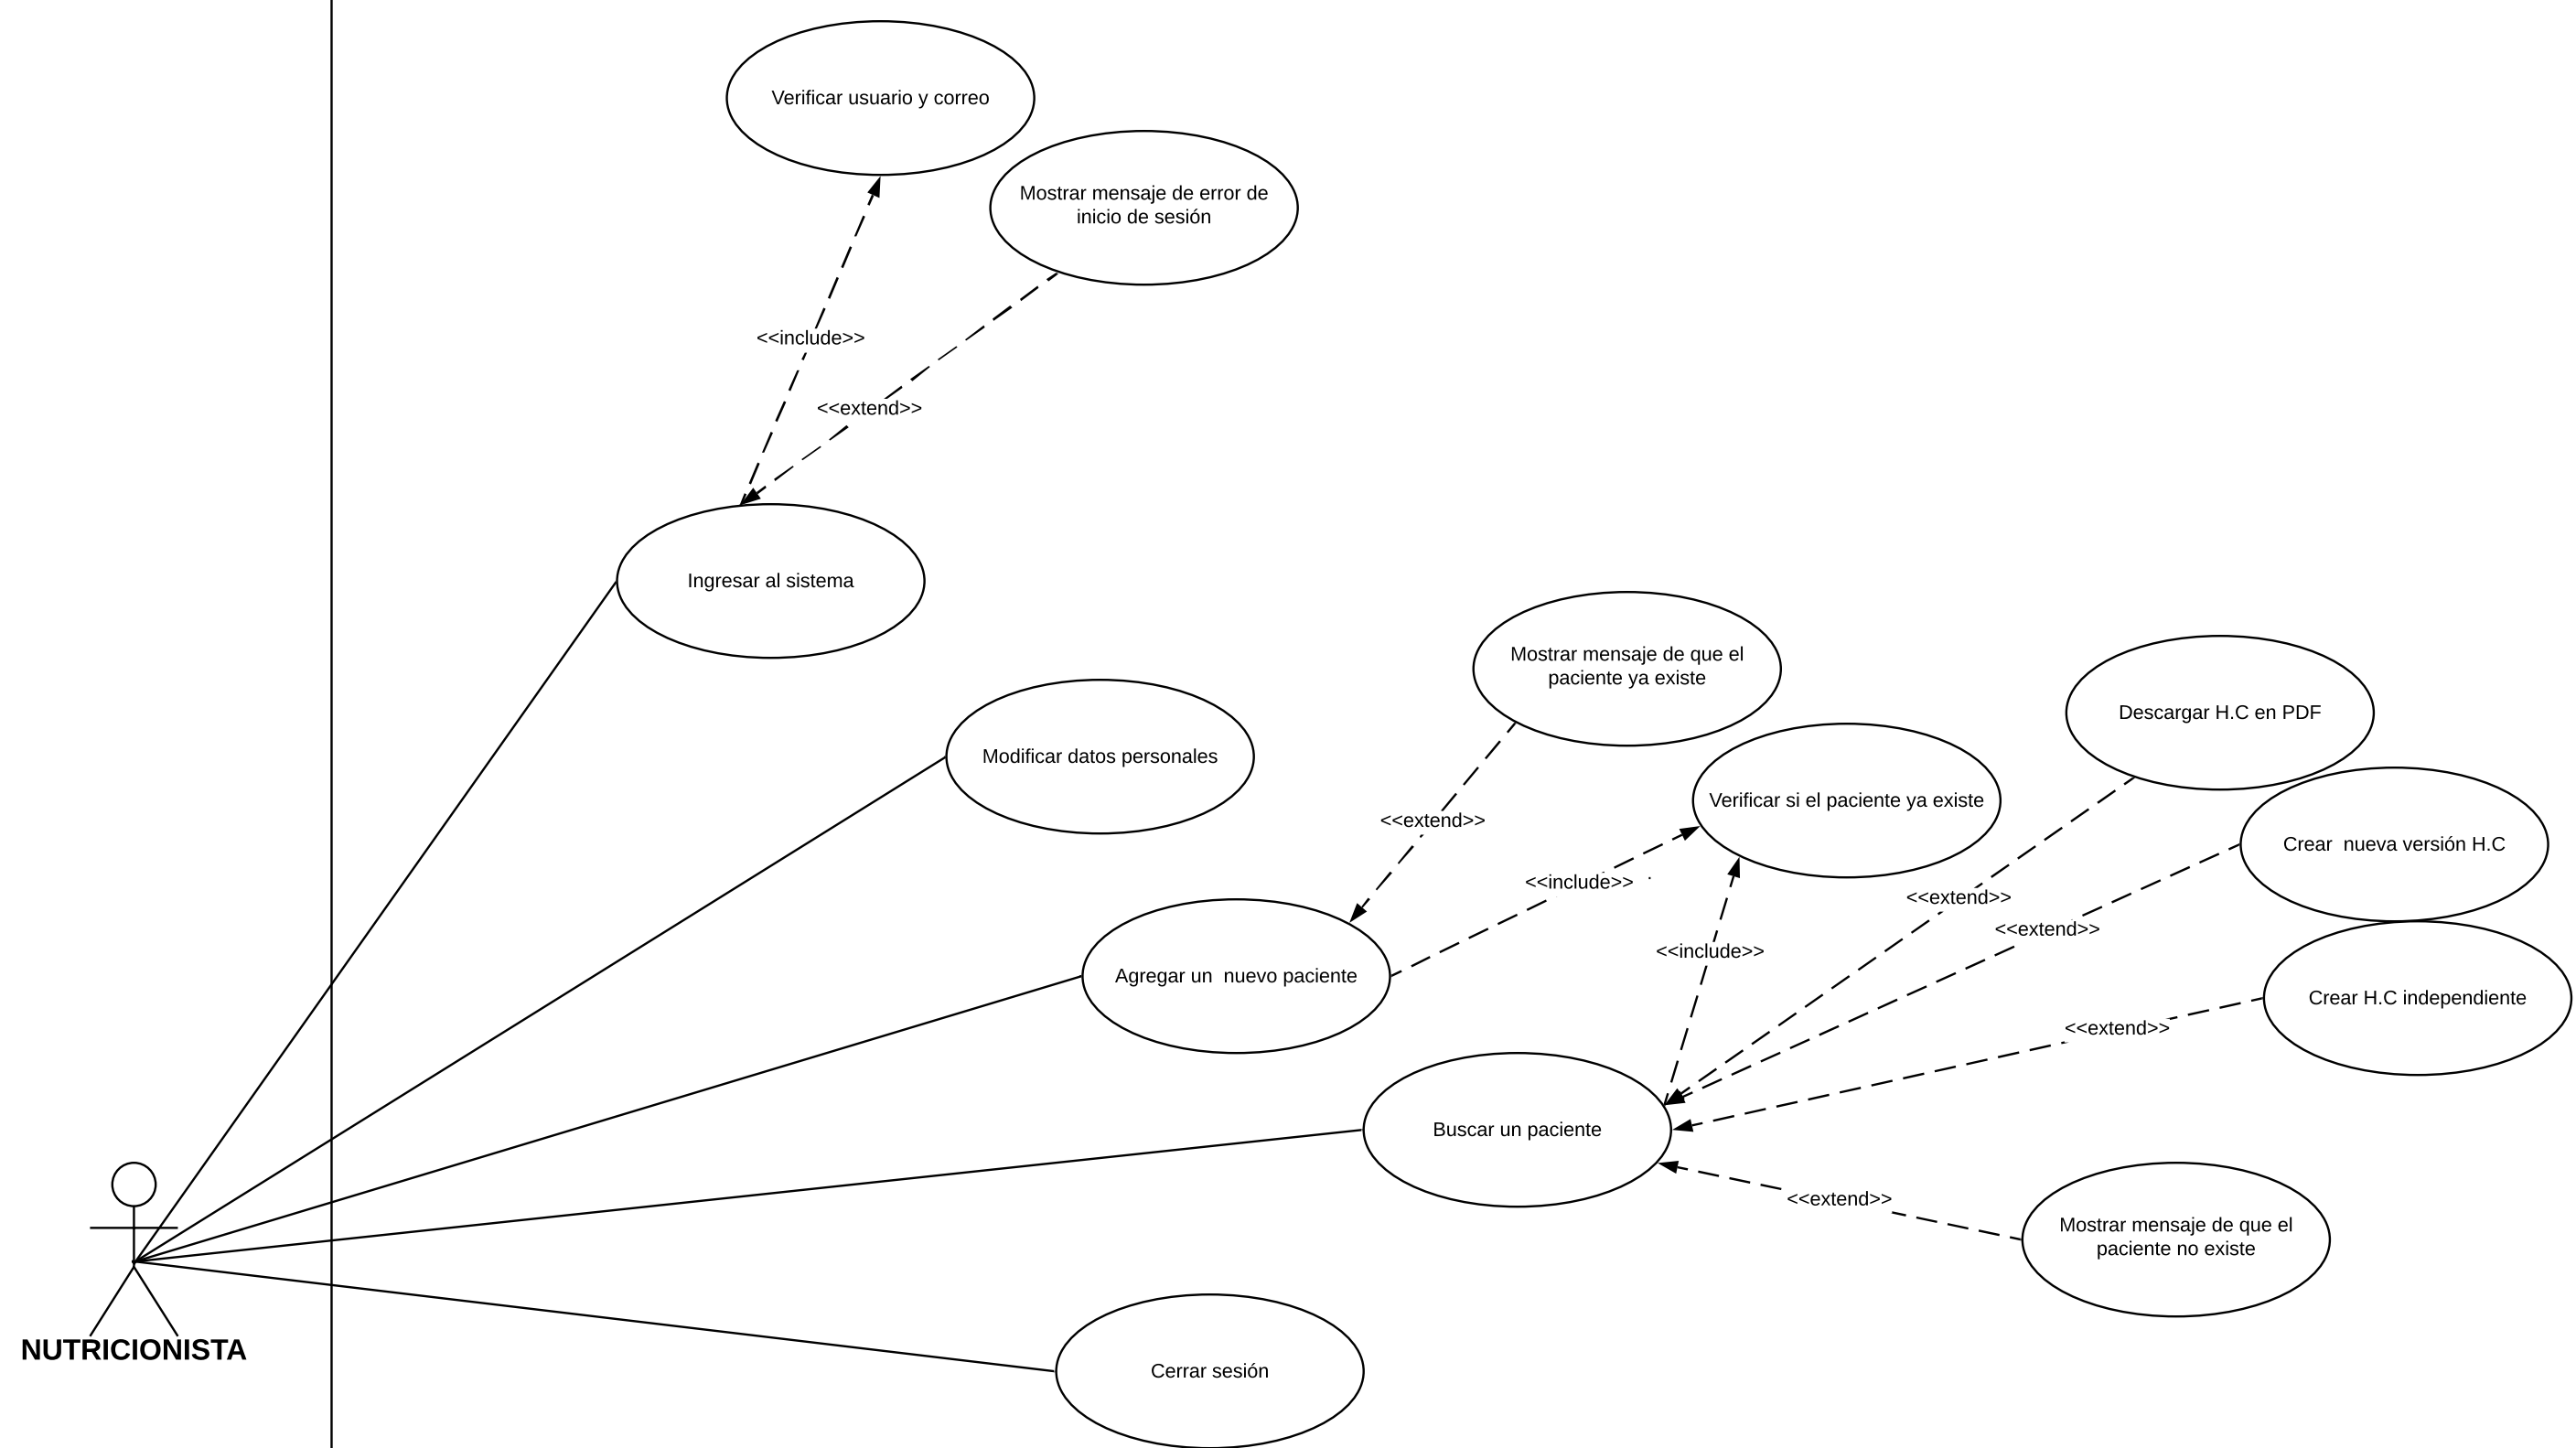 Verificar usuario y correo
Mostrar mensaje de error de
inicio de sesión
<<include>>
<<extend>>
Ingresar al sistema
Mostrar mensaje de que el
paciente ya existe
Descargar H.C en PDF
Modificar datos personales
Verificar si el paciente ya existe
<<extend>>
Crear  nueva versión H.C
<<include>>
<<extend>>
<<extend>>
<<include>>
Agregar un  nuevo paciente
Crear H.C independiente
<<extend>>
Buscar un paciente
<<extend>>
Mostrar mensaje de que el
paciente no existe
NUTRICIONISTA
Cerrar sesión